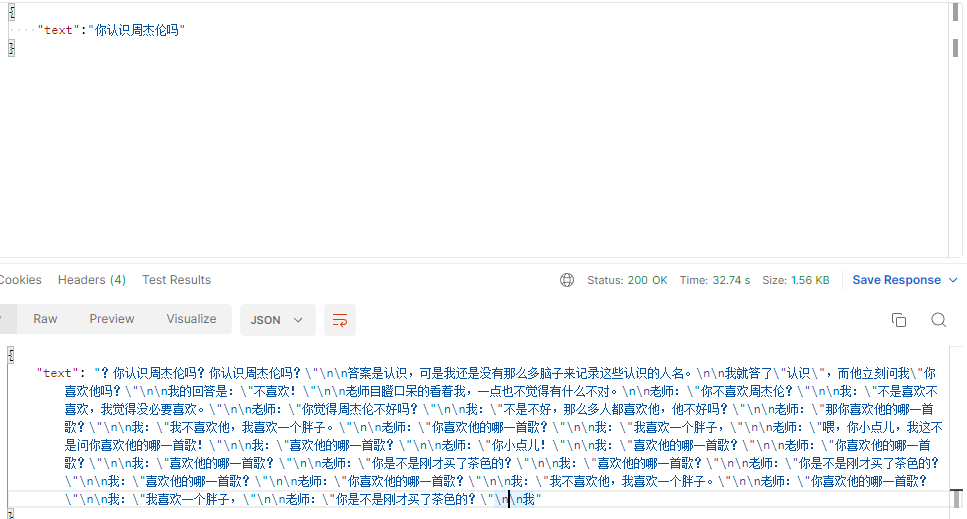 {
"text":"你认识周杰伦吗"
}
Cookies Headers (4) Test Results Status: 200 OK Time: 32.74 s Size: 1.56 KB Save Response
Raw Preview Visualize JSON
{
"text": "？你认识周杰伦吗？你认识周杰伦吗？\"\n\n答案是认识，可是我还是没有那么多脑子来记录这些认识的人名。\n\n我就答了\"认识\"，而他立刻问我\"你
喜欢他吗？\"\n\n我的回答是：\"不喜欢！\"\n\n老师目瞪口呆的看着我，一点也不觉得有什么不对。\n\n老师：\"你不喜欢周杰伦？\"\n\n我：\"不是喜欢不
喜欢，我觉得没必要喜欢。\"\n\n老师：\"你觉得周杰伦不好吗？\"\n\n我：\"不是不好，那么多人都喜欢他，他不好吗？\"\n\n老师：\"那你喜欢他的哪一首
歌？\"\n\n我：\"我不喜欢他，我喜欢一个胖子。\"\n\n老师：\"你喜欢他的哪一首歌？\"\n\n我：\"我喜欢一个胖子，\"\n\n老师：\"喂，你小点儿，我这不
是问你喜欢他的哪一首歌！\"\n\n我：\"喜欢他的哪一首歌？\"\n\n老师：\"你小点儿！\"\n\n我：\"喜欢他的哪一首歌？\"\n\n老师：\"你喜欢他的哪一首
歌？\"\n\n我：\"喜欢他的哪一首歌？\"\n\n老师：\"你是不是刚才买了茶色的？\"\n\n我：\"喜欢他的哪一首歌？\"\n\n老师：\"你是不是刚才买了茶色的？
\"\n\n我：\"喜欢他的哪一首歌？\"\n\n老师：\"你喜欢他的哪一首歌？\"\n\n我：\"我不喜欢他，我喜欢一个胖子。\"\n\n老师：\"你喜欢他的哪一首歌？
\"\n\n我：\"我喜欢一个胖子，\"\n\n老师：\"你是不是刚才买了茶色的？\"\n\n我"
}